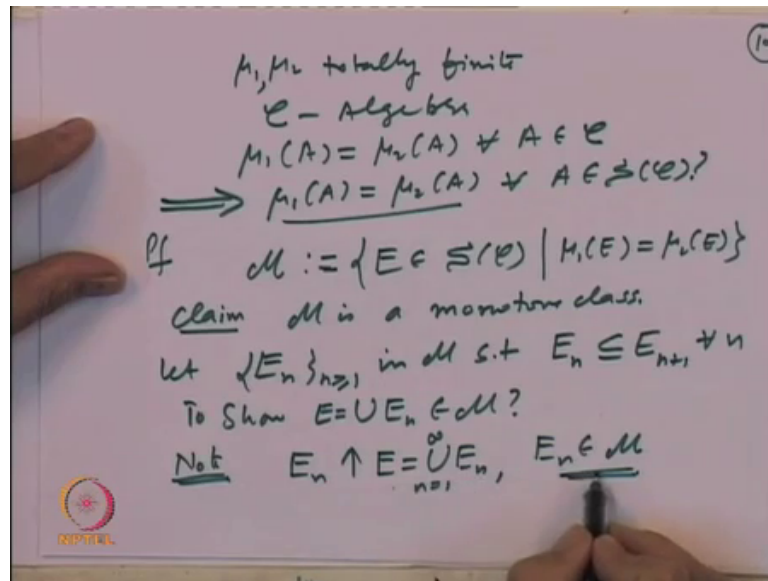 10
μ₁, μ₂ totally finite
𝒞 – Algebra
μ₁(A) = μ₂(A) ∀ A ∈ 𝒞
⟹ μ₁(A) = μ₂(A) ∀ A ∈ S(𝒞)?
Pf ℳ := {E ∈ S(𝒞) | μ₁(E) = μ₂(E)}
Claim ℳ is a monotone class.
Let {Eₙ}ₙ≥₁ in ℳ s.t Eₙ ⊆ Eₙ₊₁ ∀ n
To Show E = ∪Eₙ ∈ ℳ?
Note Eₙ ↑ E = ∪_{n=1}^{∞} Eₙ, Eₙ ∈ ℳ
NPTEL